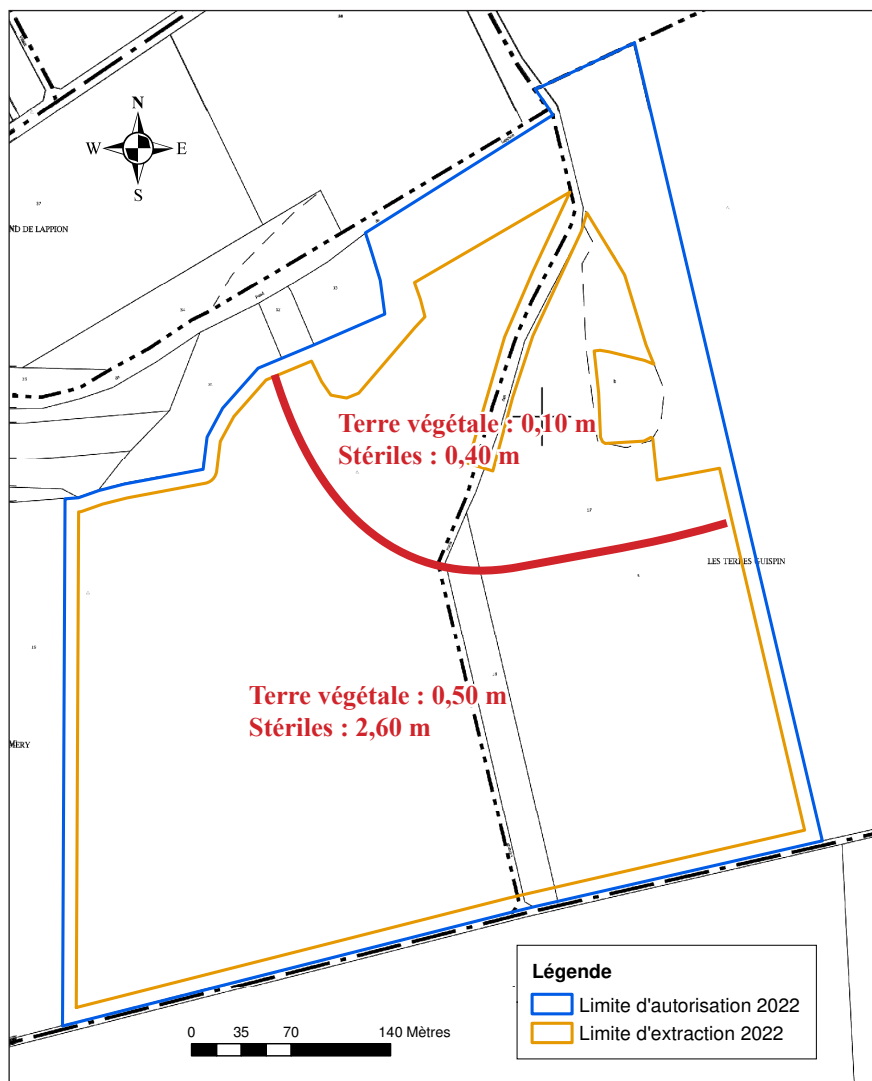 N
W E
S
ND DE LAPPION
Terre végétale : 0,10 m
Stériles : 0,40 m
LES TERRES GUISPIN
Terre végétale : 0,50 m
Stériles : 2,60 m
MERY
Légende
Limite d'autorisation 2022
Limite d'extraction 2022
0 35 70 140 Mètres